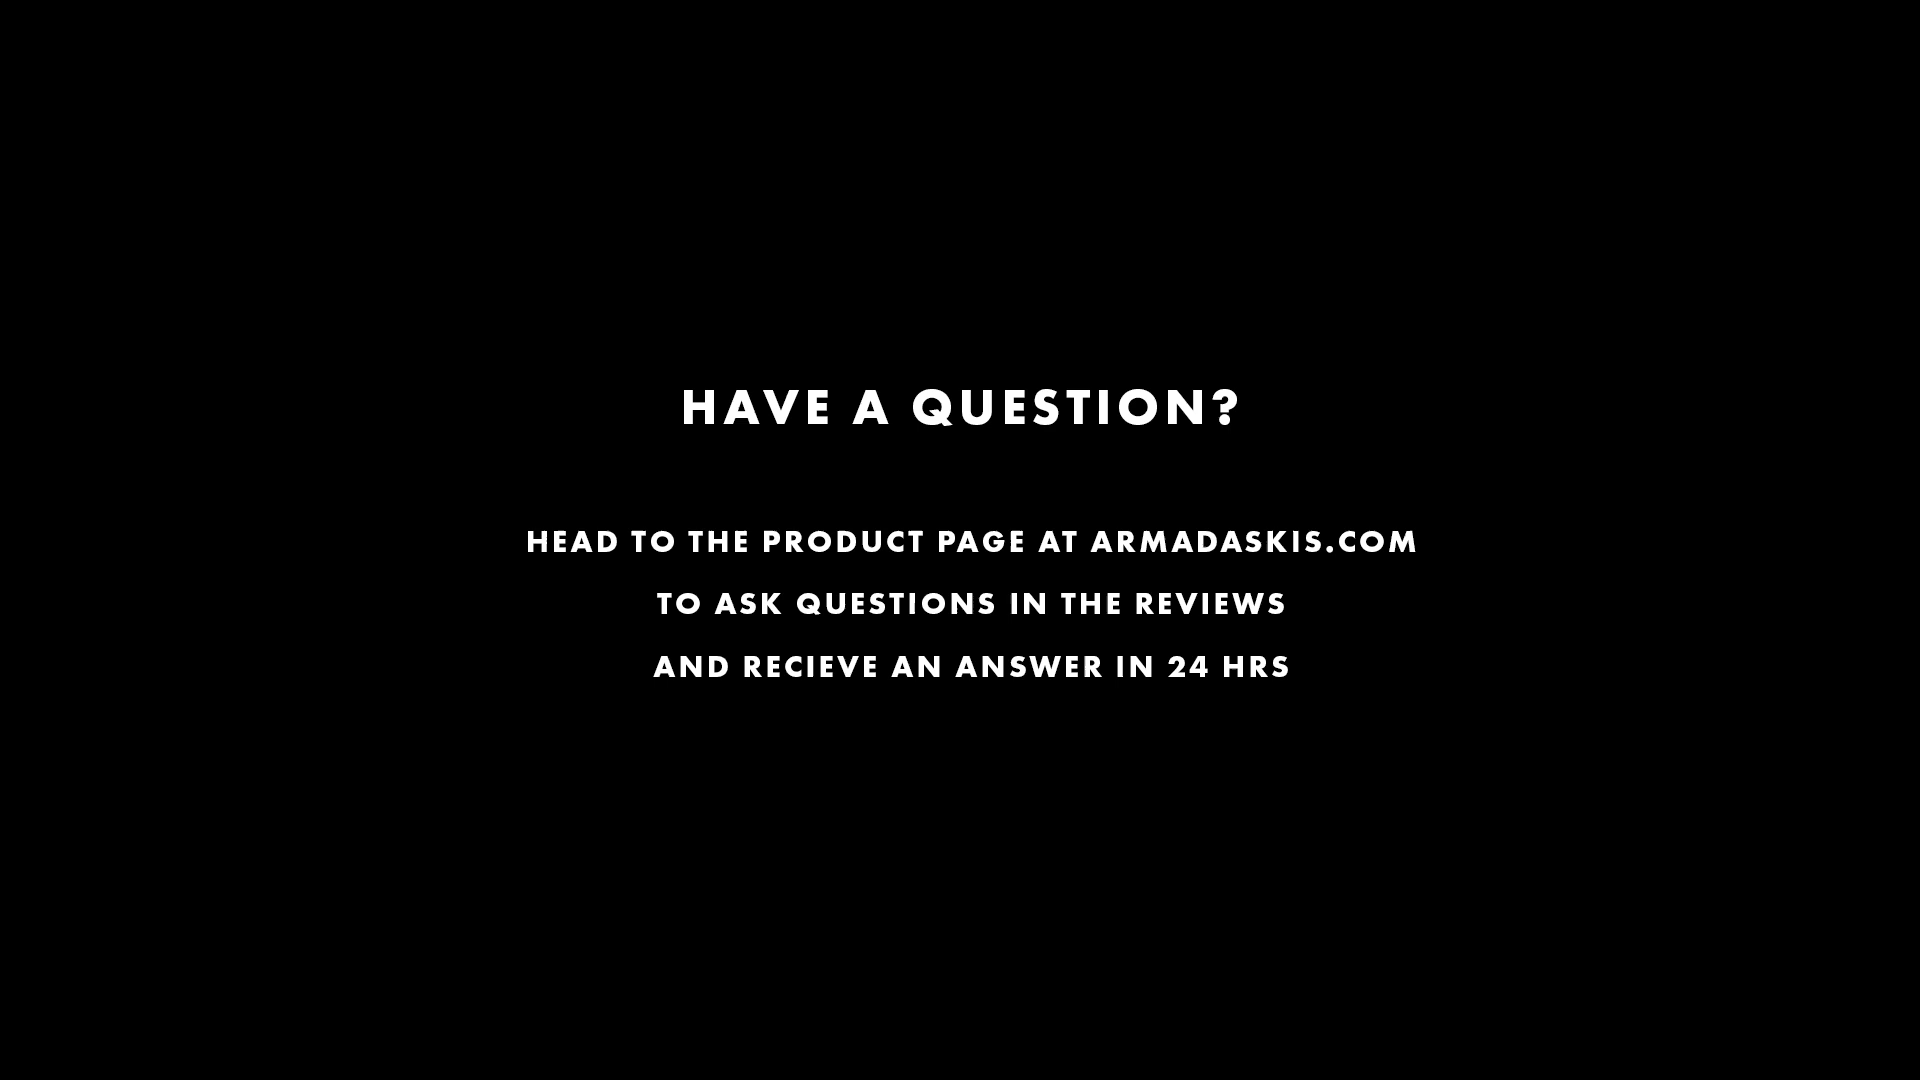 HAVE A QUESTION?
HEAD TO THE PRODUCT PAGE AT ARMADASKIS.COM
TO ASK QUESTIONS IN THE REVIEWS
AND RECIEVE AN ANSWER IN 24 HRS